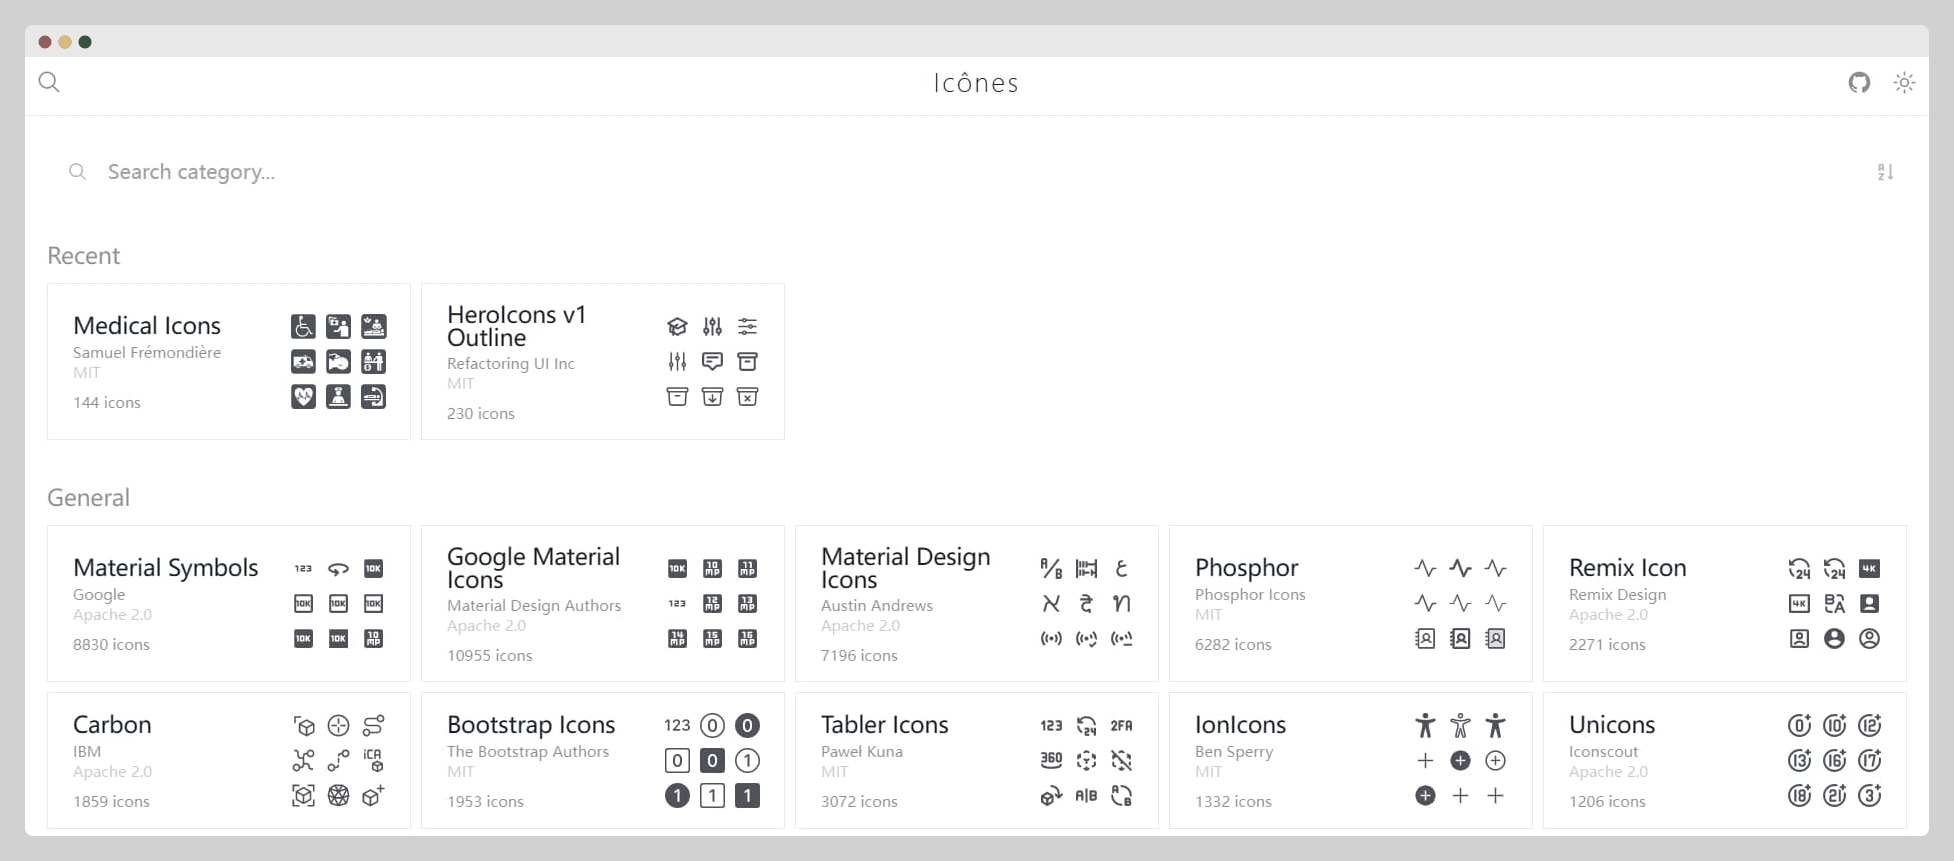 Icônes
Search category...
Recent
Medical Icons
Samuel Frémondière
MIT
144 icons
HeroIcons v1
Outline
Refactoring UI Inc
MIT
230 icons
General
Material Symbols
Google
Apache 2.0
8830 icons
Google Material
Icons
Material Design Authors
Apache 2.0
10955 icons
Material Design
Icons
Austin Andrews
Apache 2.0
7196 icons
Phosphor
Phosphor Icons
MIT
6282 icons
Remix Icon
Remix Design
Apache 2.0
2271 icons
Carbon
IBM
Apache 2.0
1859 icons
Bootstrap Icons
The Bootstrap Authors
MIT
1953 icons
Tabler Icons
Paweł Kuna
MIT
3072 icons
IonIcons
Ben Sperry
MIT
1332 icons
Unicons
Iconscout
Apache 2.0
1206 icons